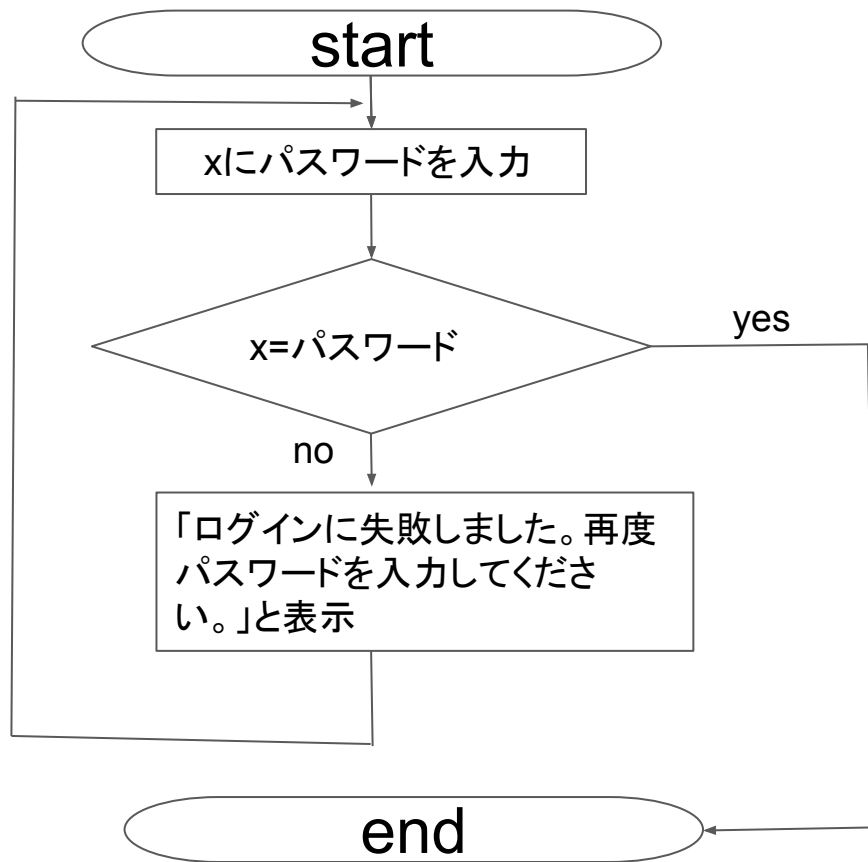 start
xにパスワードを入力
x=パスワード
yes
no
「ログインに失敗しました。再度
パスワードを入力してくださ
い。」と表示
end